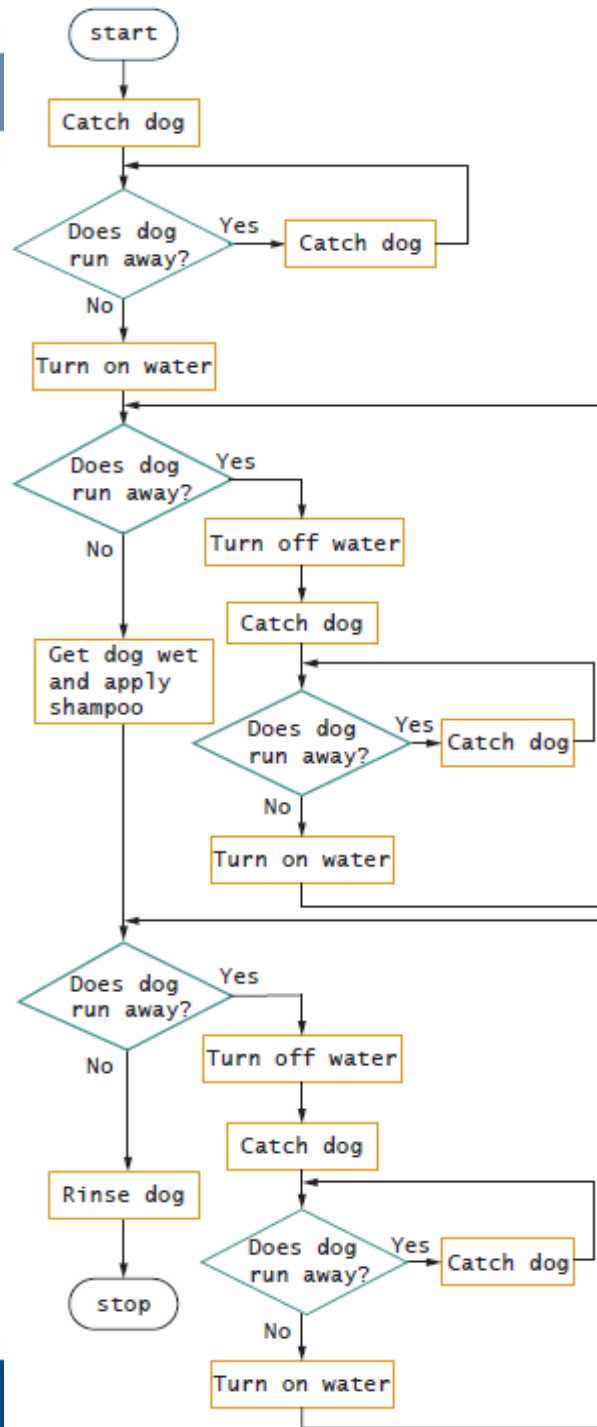 start
Catch dog
Does dog
run away?
Yes
Catch dog
No
Turn on water
Does dog
run away?
Yes
Turn off water
No
Catch dog
Get dog wet
and apply
shampoo
Does dog
run away?
Yes
Catch dog
No
Turn on water
Does dog
run away?
Yes
Turn off water
No
Catch dog
Rinse dog
Does dog
run away?
Yes
Catch dog
stop
No
Turn on water